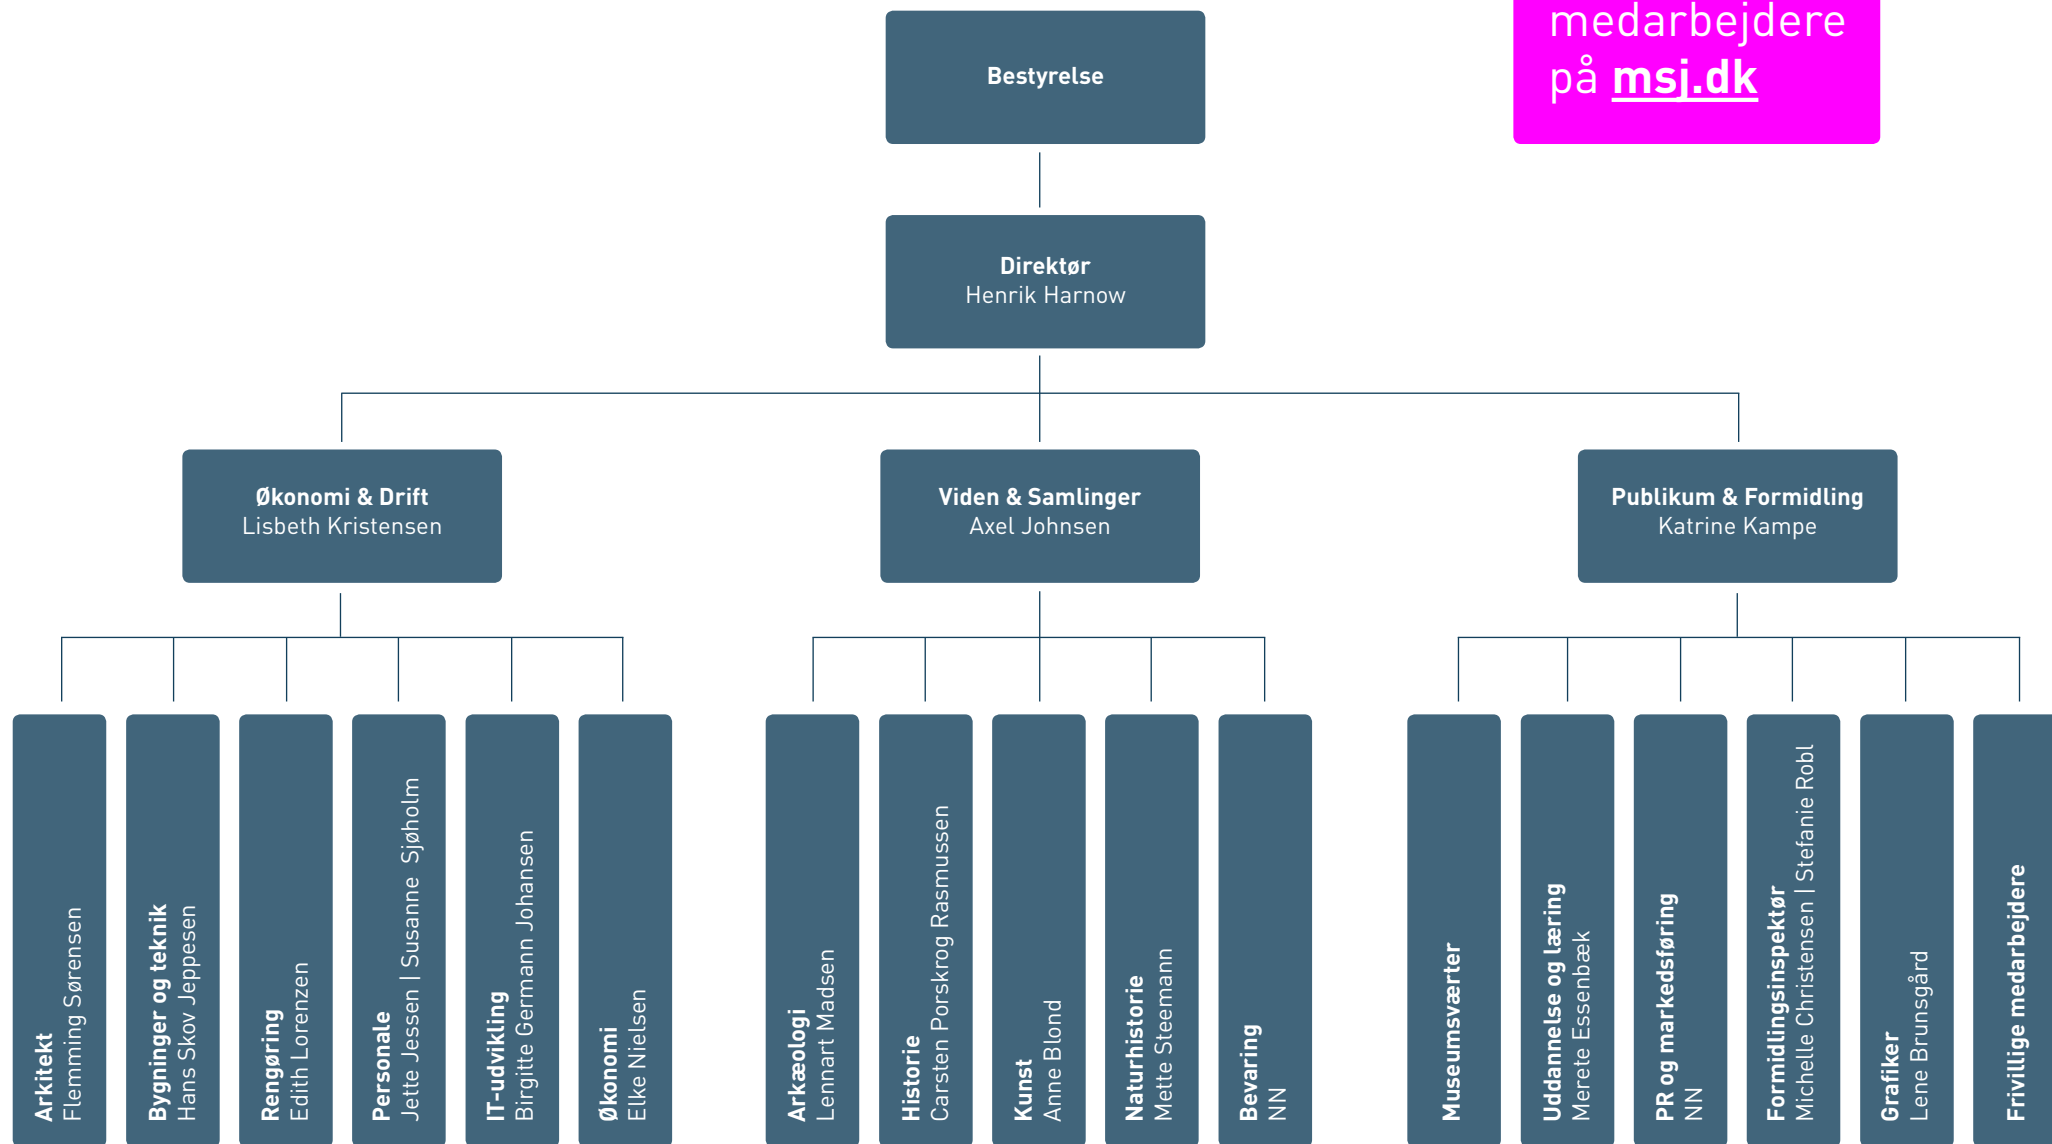 medarbejdere
på msj.dk
Bestyrelse
Direktør
Henrik Harnow
Økonomi & Drift
Lisbeth Kristensen
Viden & Samlinger
Axel Johnsen
Publikum & Formidling
Katrine Kampe
Arkitekt
Flemming Sørensen
Bygninger og teknik
Hans Skov Jeppesen
Rengøring
Edith Lorenzen
Personale
Jette Jessen | Susanne Sjøholm
IT-udvikling
Birgitte Germann Johansen
Økonomi
Elke Nielsen
Arkæologi
Lennart Madsen
Historie
Carsten Porskrog Rasmussen
Kunst
Anne Blond
Naturhistorie
Mette Steemann
Bevaring
NN
Museumsværter
Uddannelse og læring
Merete Essenbæk
PR og markedsføring
NN
Formidlingsinspektør
Michelle Christensen | Stefanie Robl
Grafiker
Lene Brunsgård
Frivillige medarbejdere